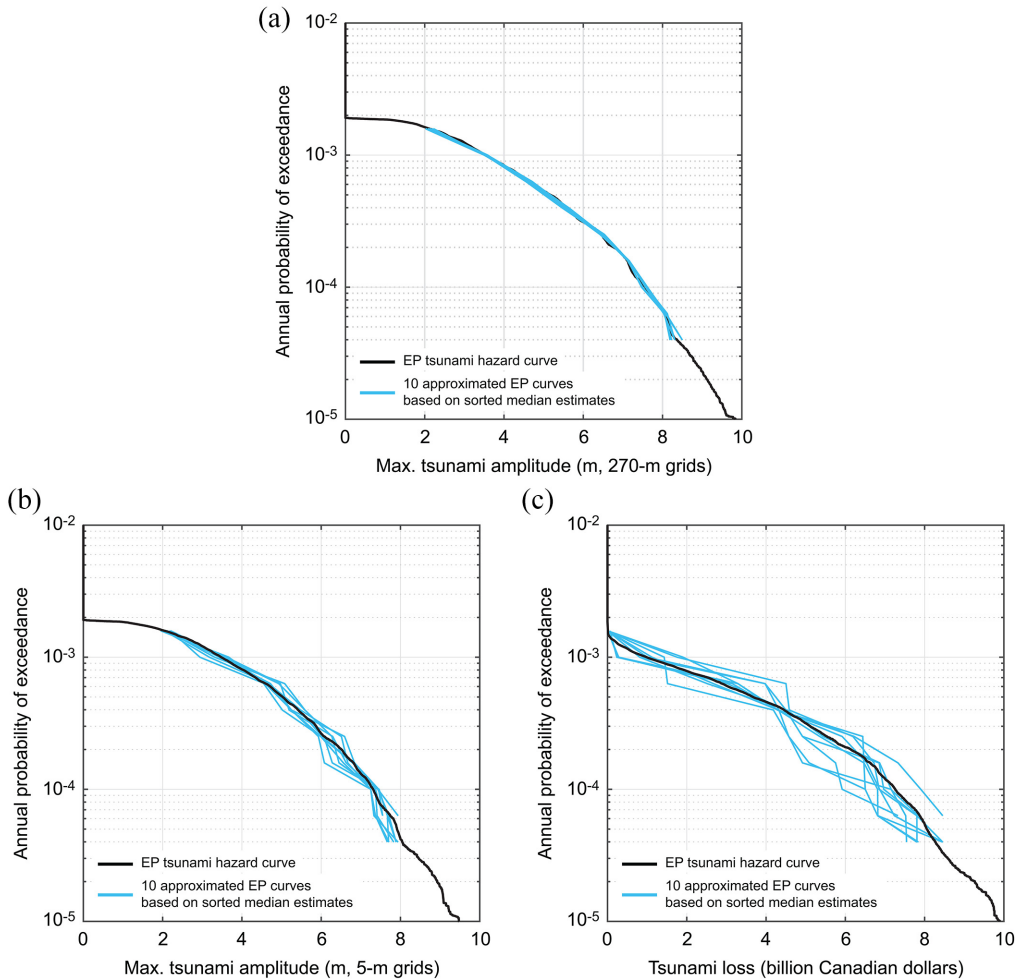 (a)
10-2
10-3
10-4
10-5
Annual probability of exceedance
EP tsunami hazard curve
10 approximated EP curves
based on sorted median estimates
0 2 4 6 8 10
Max. tsunami amplitude (m, 270-m grids)
(b)
10-2
10-3
10-4
10-5
Annual probability of exceedance
EP tsunami hazard curve
10 approximated EP curves
based on sorted median estimates
0 2 4 6 8 10
Max. tsunami amplitude (m, 5-m grids)
(c)
10-2
10-3
10-4
10-5
Annual probability of exceedance
EP tsunami hazard curve
10 approximated EP curves
based on sorted median estimates
0 2 4 6 8 10
Tsunami loss (billion Canadian dollars)